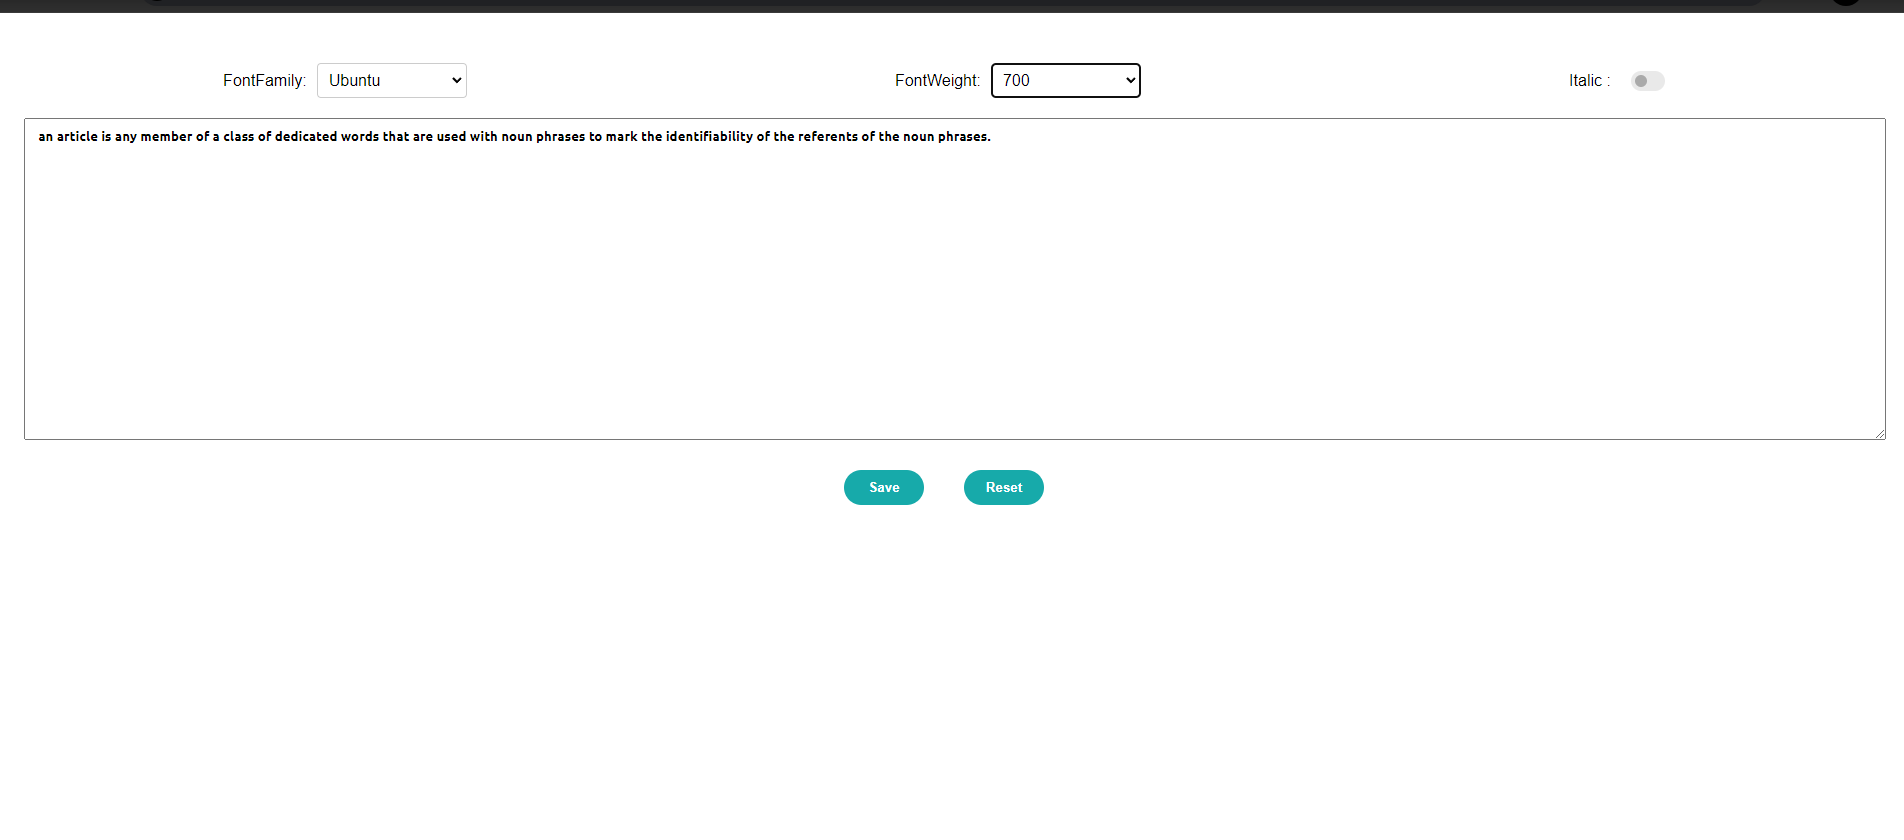 FontFamily: Ubuntu FontWeight: 700 Italic :
an article is any member of a class of dedicated words that are used with noun phrases to mark the identifiability of the referents of the noun phrases.
Save Reset